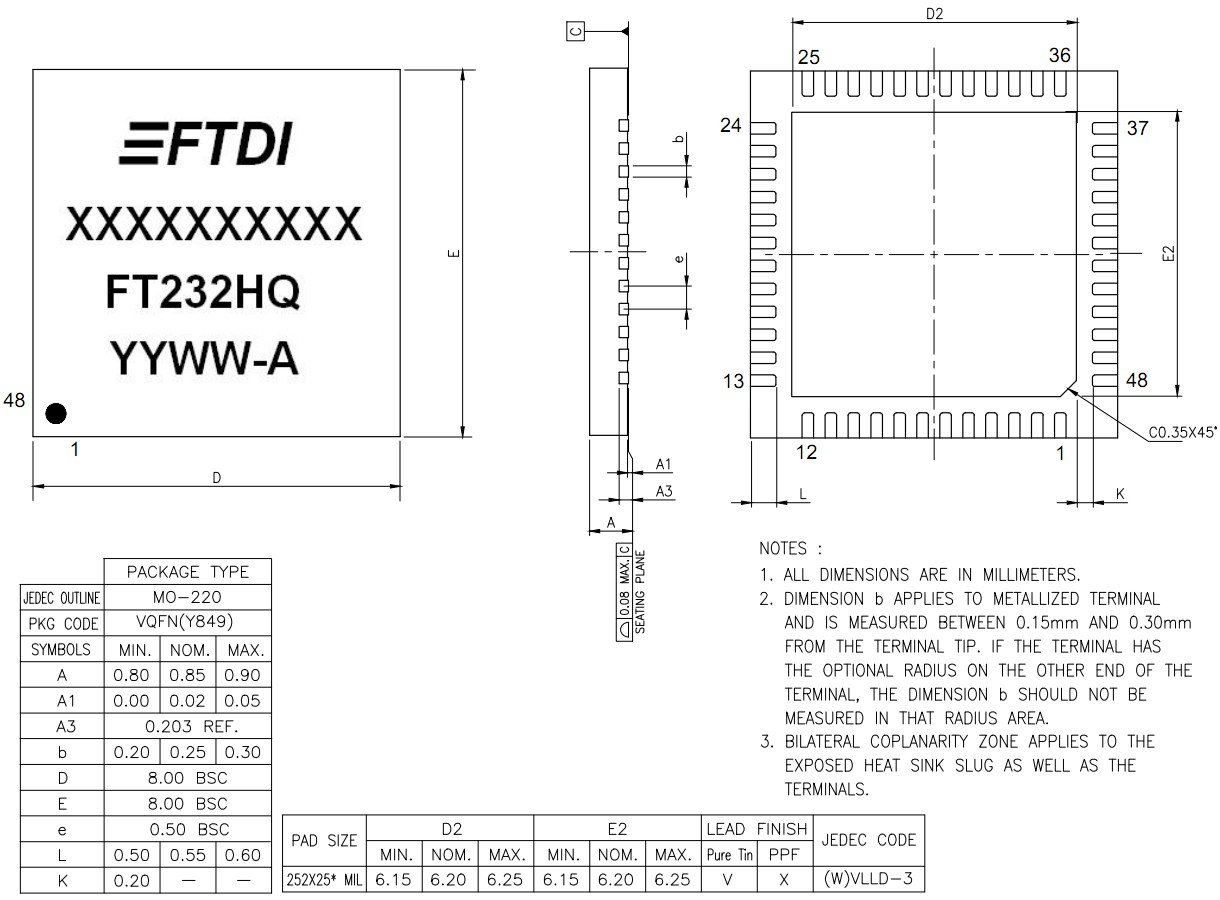 FTDI
XXXXXXXXXX
FT232HQ
YYWW-A
48
1
D
E
C
b
e
A1
A3
A
0.08 MAX. C
SEATING PLANE
D2
25
36
24
37
E2
13
48
12
1
C0.35X45°
L
K
PACKAGE TYPE
JEDEC OUTLINE MO-220
PKG CODE VQFN(Y849)
SYMBOLS MIN. NOM. MAX.
A 0.80 0.85 0.90
A1 0.00 0.02 0.05
A3 0.203 REF.
b 0.20 0.25 0.30
D 8.00 BSC
E 8.00 BSC
e 0.50 BSC
L 0.50 0.55 0.60
K 0.20 — —
NOTES :
1. ALL DIMENSIONS ARE IN MILLIMETERS.
2. DIMENSION b APPLIES TO METALLIZED TERMINAL
AND IS MEASURED BETWEEN 0.15mm AND 0.30mm
FROM THE TERMINAL TIP. IF THE TERMINAL HAS
THE OPTIONAL RADIUS ON THE OTHER END OF THE
TERMINAL, THE DIMENSION b SHOULD NOT BE
MEASURED IN THAT RADIUS AREA.
3. BILATERAL COPLANARITY ZONE APPLIES TO THE
EXPOSED HEAT SINK SLUG AS WELL AS THE
TERMINALS.
PAD SIZE D2 E2 LEAD FINISH JEDEC CODE
MIN. NOM. MAX. MIN. NOM. MAX. Pure Tin PPF
252X25* MIL 6.15 6.20 6.25 6.15 6.20 6.25 V X (W)VLLD-3